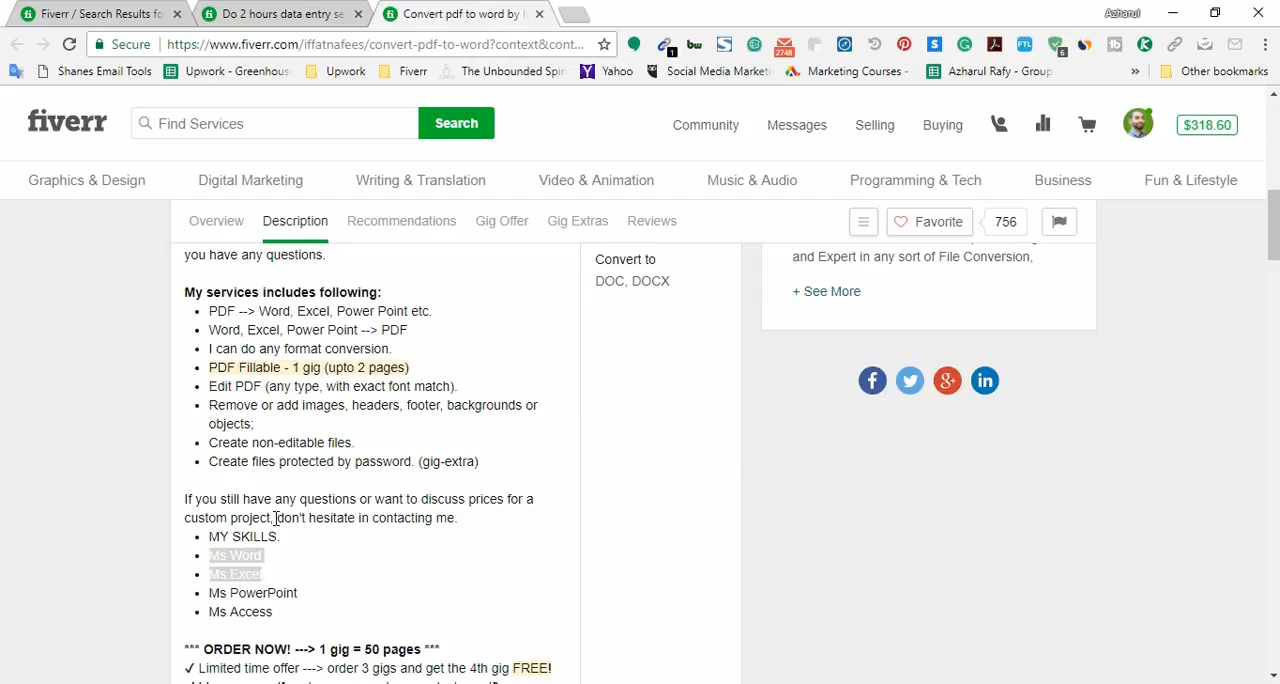 Fiverr / Search Results fo
Do 2 hours data entry se
Convert pdf to word by I
Azharul
Secure
https://www.fiverr.com/iffatnafee/convert-pdf-to-word?context&cont...
1
bw
S
2748
S
FTL
6
Shanes Email Tools
Upwork - Greenhous
Upwork
Fiverr
The Unbounded Spin
Yahoo
Social Media Market
Marketing Courses -
Azharul Rafy - Group
»
Other bookmarks
fiverr
Find Services
Search
Community
Messages
Selling
Buying
$318.60
Graphics & Design
Digital Marketing
Writing & Translation
Video & Animation
Music & Audio
Programming & Tech
Business
Fun & Lifestyle
Overview
Description
Recommendations
Gig Offer
Gig Extras
Reviews
Favorite
756
you have any questions.
My services includes following:
• PDF --> Word, Excel, Power Point etc.
• Word, Excel, Power Point --> PDF
• I can do any format conversion.
• PDF Fillable - 1 gig (upto 2 pages)
• Edit PDF (any type, with exact font match).
• Remove or add images, headers, footer, backgrounds or
objects;
• Create non-editable files.
• Create files protected by password. (gig-extra)
If you still have any questions or want to discuss prices for a
custom project, don't hesitate in contacting me.
• MY SKILLS.
• Ms Word
• Ms Excel
• Ms PowerPoint
• Ms Access
*** ORDER NOW! ---> 1 gig = 50 pages ***
✓ Limited time offer ---> order 3 gigs and get the 4th gig FREE!
Convert to
DOC, DOCX
and Expert in any sort of File Conversion,
+ See More